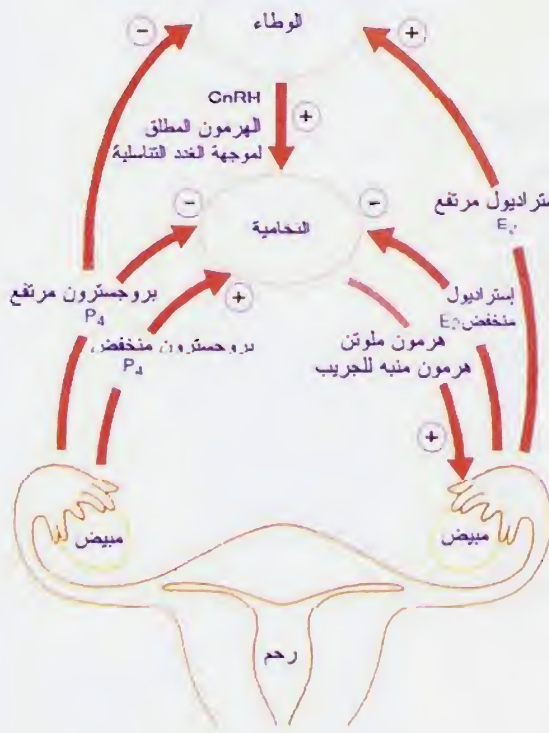 الوطاء
−
+
CnRH
الهرمون المطلق
لموجهة الغدد التناسلية
+
−
−
النخامية
إستراديول مرتفع
E₂
بروجسترون مرتفع
P₄
+
إستراديول
منخفض E₂
بروجسترون منخفض
P₄
هرمون ملوتن
هرمون منبه للجريب
+
مبيض
مبيض
رحم